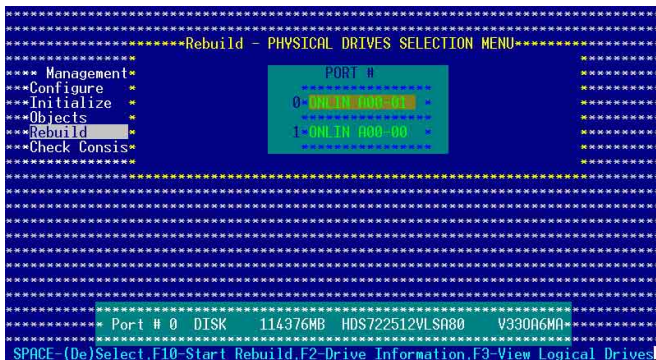 Rebuild - PHYSICAL DRIVES SELECTION MENU
Management
Configure
Initialize
Objects
Rebuild
Check Consis
PORT #
0 ONLIN A00-01
1 ONLIN A00-00
Port # 0 DISK 114376MB HDS722512VLSA80 V33OA6MA
SPACE-(De)Select,F10-Start Rebuild,F2-Drive Information,F3-View Logical Drives